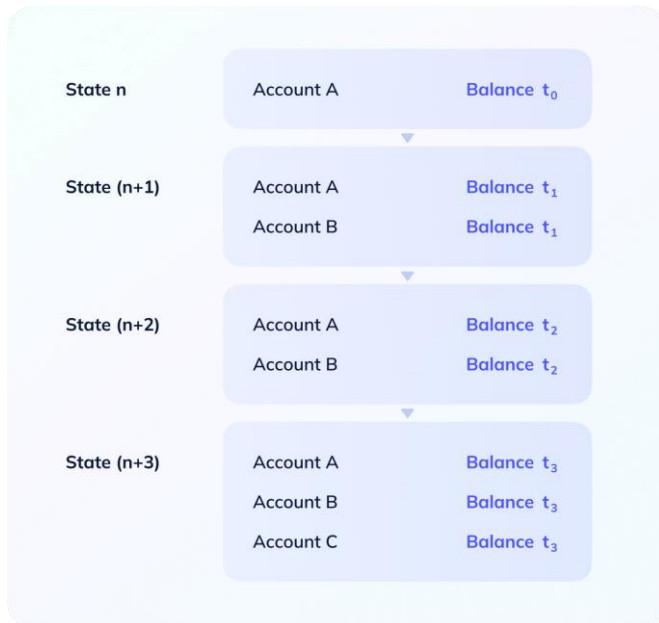 State n Account A Balance t₀
State (n+1) Account A Balance t₁
Account B Balance t₁
State (n+2) Account A Balance t₂
Account B Balance t₂
State (n+3) Account A Balance t₃
Account B Balance t₃
Account C Balance t₃